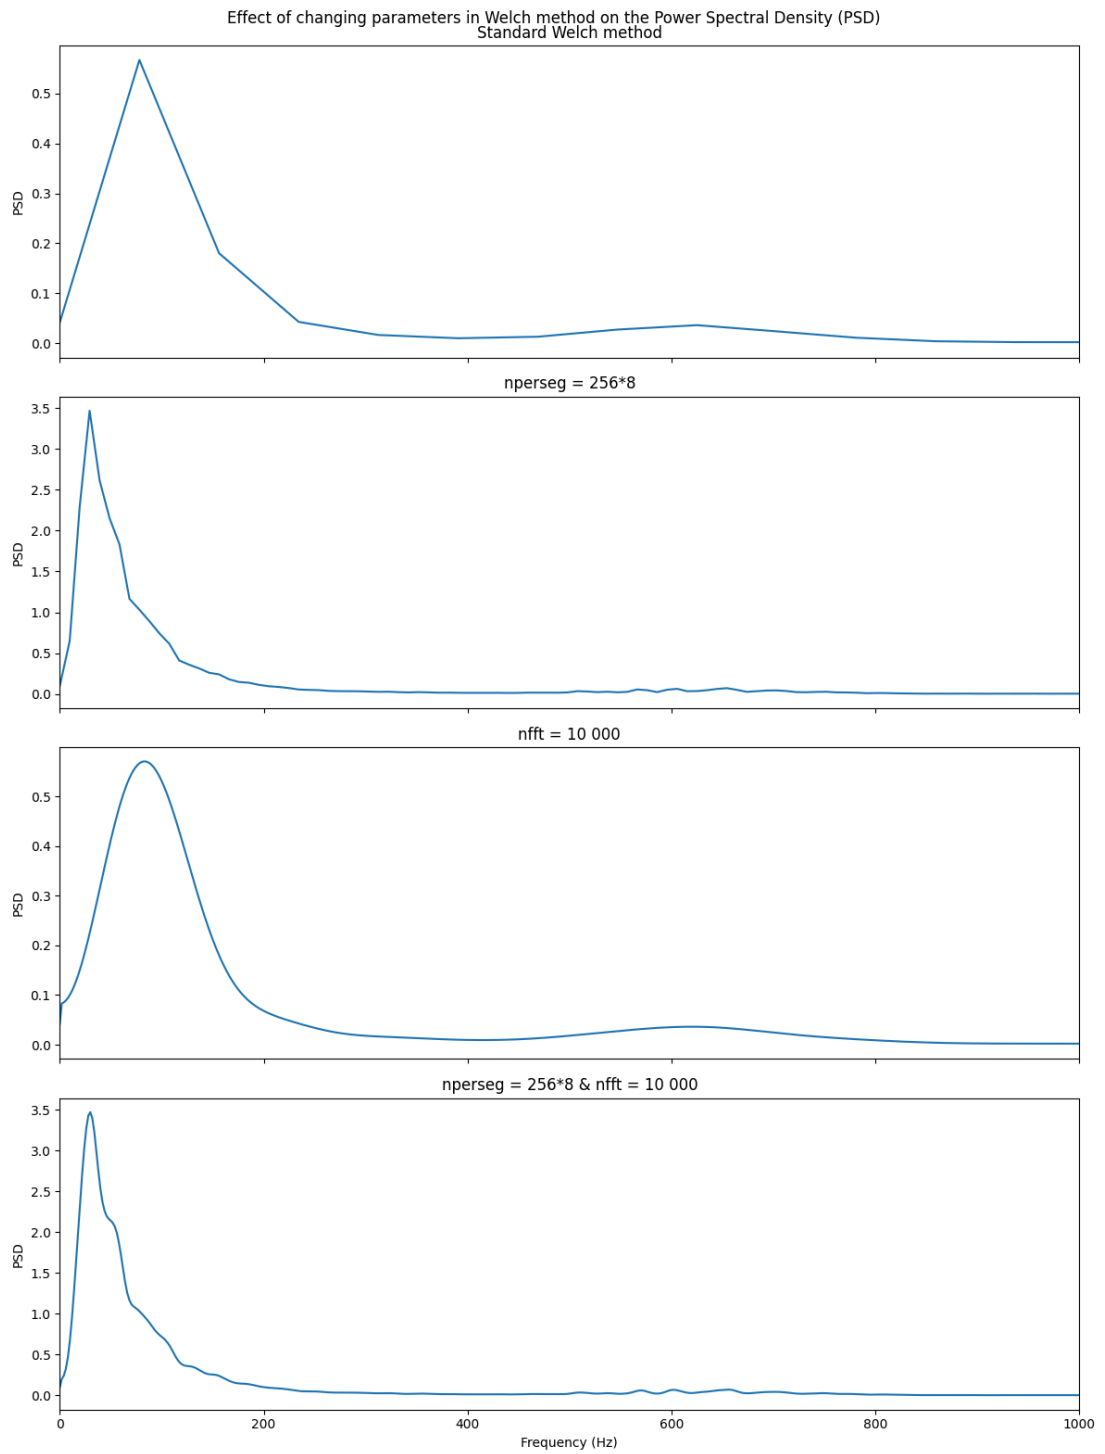 Effect of changing parameters in Welch method on the Power Spectral Density (PSD)
Standard Welch method
0.5
0.4
0.3
0.2
0.1
0.0
PSD
nperseg = 256*8
3.5
3.0
2.5
2.0
1.5
1.0
0.5
0.0
PSD
nfft = 10 000
0.5
0.4
0.3
0.2
0.1
0.0
PSD
nperseg = 256*8 & nfft = 10 000
3.5
3.0
2.5
2.0
1.5
1.0
0.5
0.0
PSD
0 200 400 600 800 1000
Frequency (Hz)